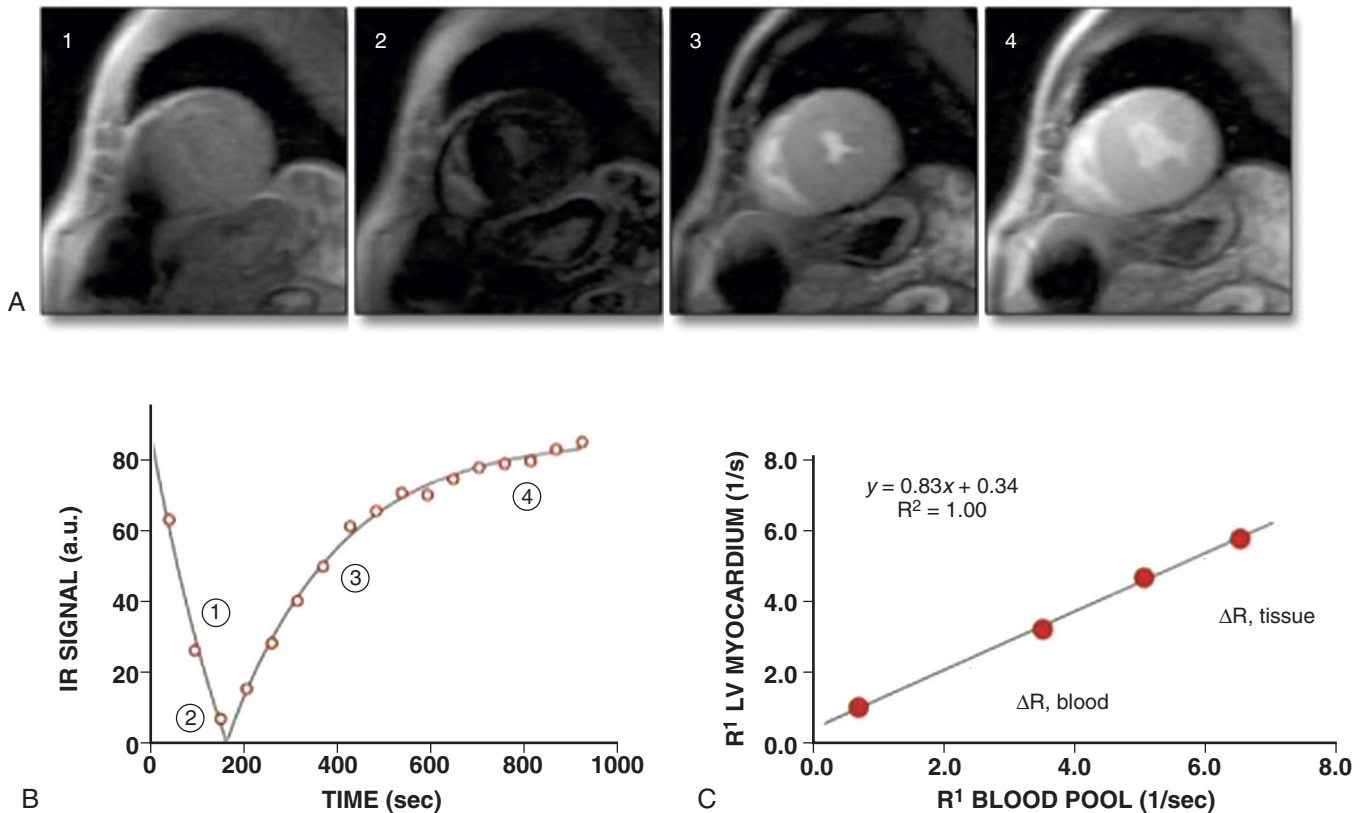 1
2
3
4
A
IR SIGNAL (a.u.)
80
60
40
20
0
①
②
③
④
0 200 400 600 800 1000
TIME (sec)
B
R¹ LV MYOCARDIUM (1/s)
8.0
6.0
4.0
2.0
0.0
y = 0.83x + 0.34
R² = 1.00
ΔR, tissue
ΔR, blood
0.0 2.0 4.0 6.0 8.0
R¹ BLOOD POOL (1/sec)
C